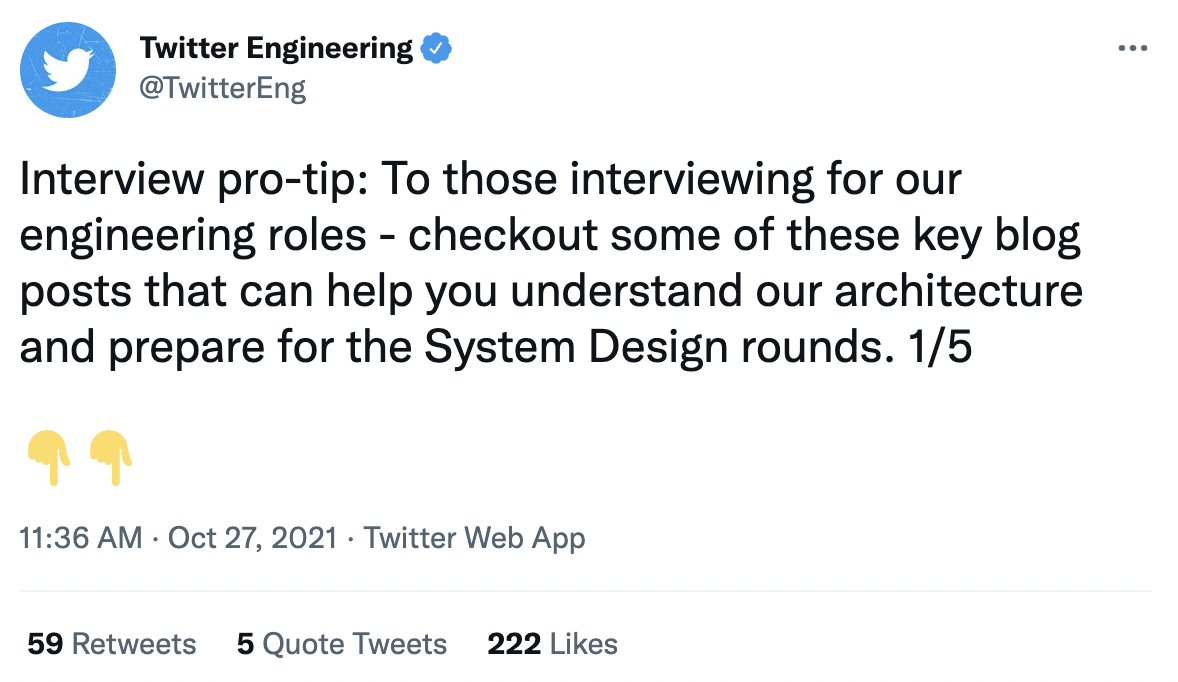 Twitter Engineering
@TwitterEng
Interview pro-tip: To those interviewing for our
engineering roles - checkout some of these key blog
posts that can help you understand our architecture
and prepare for the System Design rounds. 1/5
👇👇
11:36 AM · Oct 27, 2021 · Twitter Web App
59 Retweets 5 Quote Tweets 222 Likes